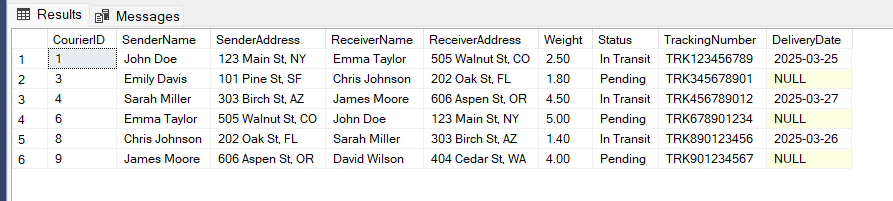 Results Messages
CourierID SenderName SenderAddress ReceiverName ReceiverAddress Weight Status TrackingNumber DeliveryDate
1 1 John Doe 123 Main St, NY Emma Taylor 505 Walnut St, CO 2.50 In Transit TRK123456789 2025-03-25
2 3 Emily Davis 101 Pine St, SF Chris Johnson 202 Oak St, FL 1.80 Pending TRK345678901 NULL
3 4 Sarah Miller 303 Birch St, AZ James Moore 606 Aspen St, OR 4.50 In Transit TRK456789012 2025-03-27
4 6 Emma Taylor 505 Walnut St, CO John Doe 123 Main St, NY 5.00 Pending TRK678901234 NULL
5 8 Chris Johnson 202 Oak St, FL Sarah Miller 303 Birch St, AZ 1.40 In Transit TRK890123456 2025-03-26
6 9 James Moore 606 Aspen St, OR David Wilson 404 Cedar St, WA 4.00 Pending TRK901234567 NULL